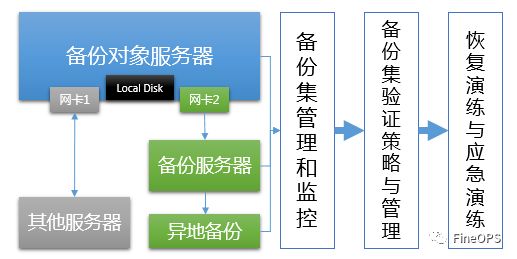 备份对象服务器
Local Disk
网卡1
网卡2
备份服务器
其他服务器
异地备份
备份集管理和监控
备份集验证策略与管理
恢复演练与应急演练
FineOPS